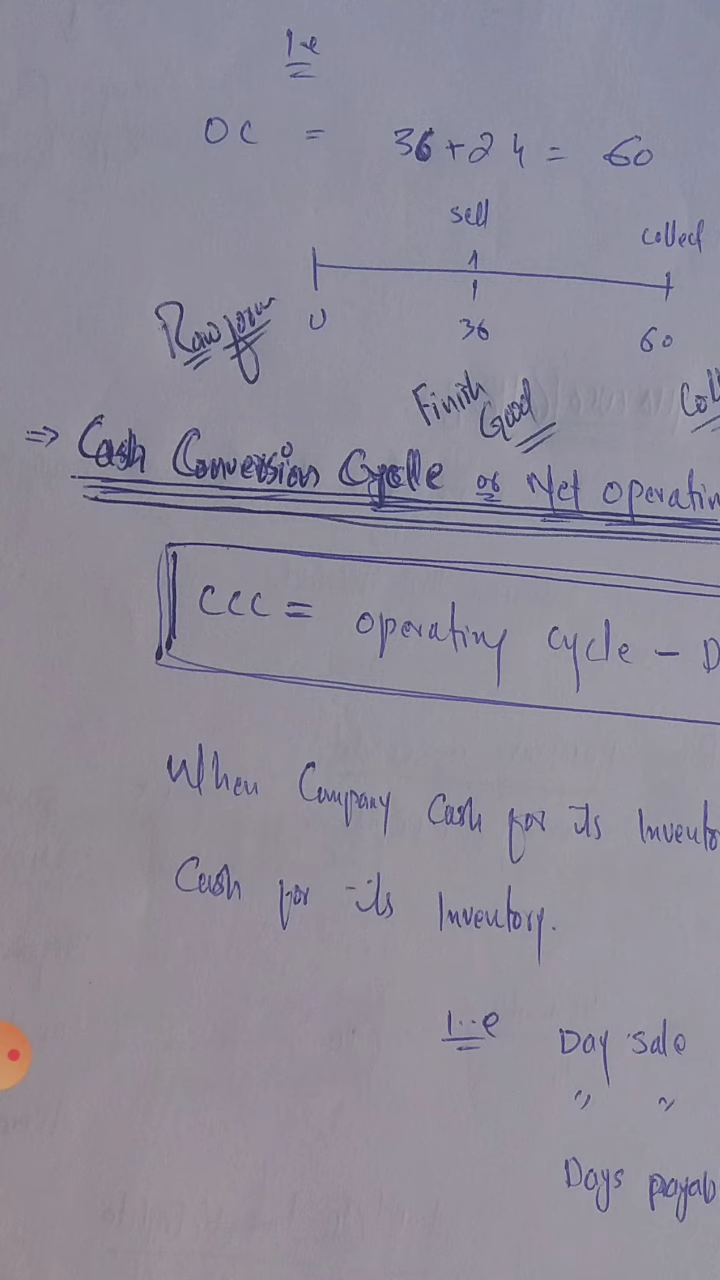 I-e
OC = 36+24 = 60
sell collect
0 36 60
Raw form
Finish Good Coll
⇒ Cash Conversion Cycle or Net operatin
CCC = operating cycle - D
When Company Cash for its Invento
Cash for its Inventory.
I-e Day sale
〃 〃
Days payab